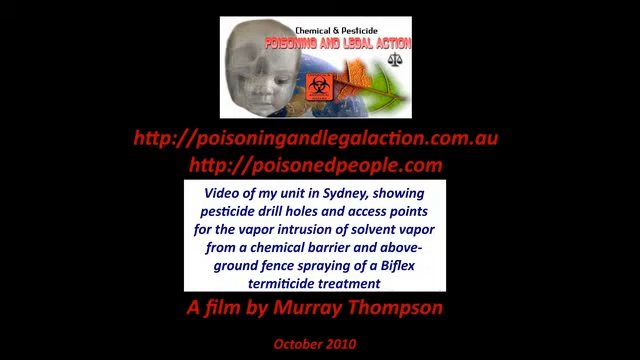 Chemical & Pesticide
POISONING AND LEGAL ACTION
http://poisoningandlegalaction.com.au
http://poisonedpeople.com
Video of my unit in Sydney, showing
pesticide drill holes and access points
for the vapor intrusion of solvent vapor
from a chemical barrier and above-
ground fence spraying of a Biflex
termiticide treatment
A film by Murray Thompson
October 2010